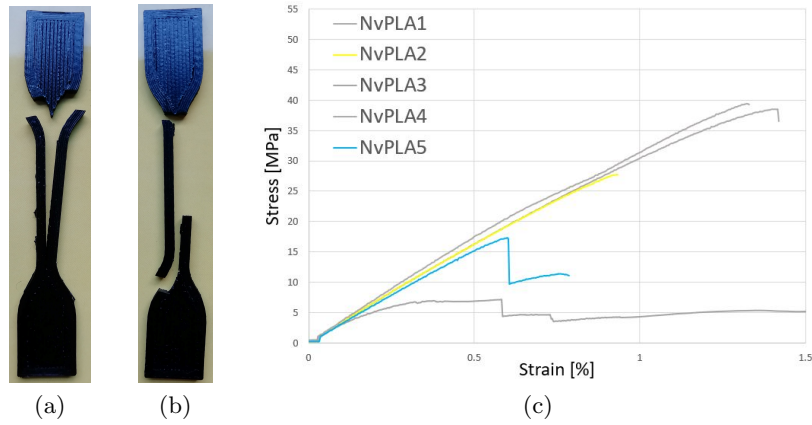 55
50
45
40
35
30
25
20
15
10
5
0
Stress [MPa]
NvPLA1
NvPLA2
NvPLA3
NvPLA4
NvPLA5
0
0.5
1
1.5
Strain [%]
(a)
(b)
(c)